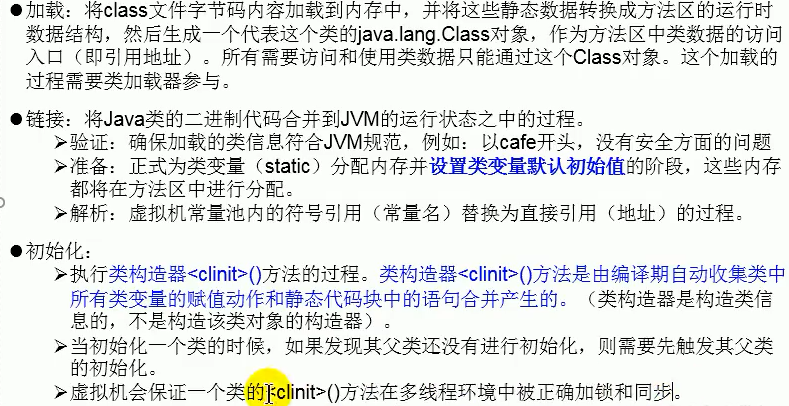 ●加载：将class文件字节码内容加载到内存中，并将这些静态数据转换成方法区的运行时
数据结构，然后生成一个代表这个类的java.lang.Class对象，作为方法区中类数据的访问
入口（即引用地址）。所有需要访问和使用类数据只能通过这个Class对象。这个加载的
过程需要类加载器参与。
●链接：将Java类的二进制代码合并到JVM的运行状态之中的过程。
➢验证：确保加载的类信息符合JVM规范，例如：以cafe开头，没有安全方面的问题
➢准备：正式为类变量（static）分配内存并设置类变量默认初始值的阶段，这些内存
都将在方法区中进行分配。
➢解析：虚拟机常量池内的符号引用（常量名）替换为直接引用（地址）的过程。
●初始化：
➢执行类构造器<clinit>()方法的过程。类构造器<clinit>()方法是由编译期自动收集类中
所有类变量的赋值动作和静态代码块中的语句合并产生的。（类构造器是构造类信
息的，不是构造该类对象的构造器）。
➢当初始化一个类的时候，如果发现其父类还没有进行初始化，则需要先触发其父类
的初始化。
➢虚拟机会保证一个类的<clinit>()方法在多线程环境中被正确加锁和同步。